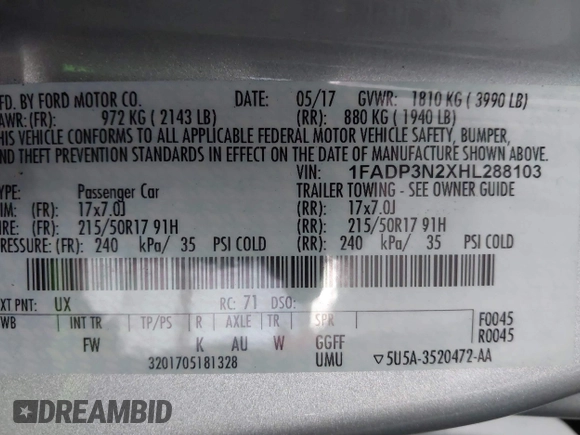 FD. BY FORD MOTOR CO. DATE: 05/17 GVWR: 1810 KG ( 3990 LB)
AWR:(FR): 972 KG ( 2143 LB) (RR): 880 KG ( 1940 LB)
THIS VEHICLE CONFORMS TO ALL APPLICABLE FEDERAL MOTOR VEHICLE SAFETY, BUMPER,
AND THEFT PREVENTION STANDARDS IN EFFECT ON THE DATE OF MANUFACTURE SHOWN ABOVE.
VIN: 1FADP3N2XHL288103
YPE: Passenger Car TRAILER TOWING - SEE OWNER GUIDE
IM: (FR): 17x7.0J (RR): 17x7.0J
IRE: (FR): 215/50R17 91H (RR): 215/50R17 91H
PRESSURE: (FR): 240 kPa/ 35 PSI COLD (RR): 240 kPa/ 35 PSI COLD
XT PNT: UX RC: 71 DSO:
WB INT TR TP/PS R AXLE TR SPR F0045
FW K AU W GGFF R0045
3201705181328 UMU ▽5U5A-3520472-AA
DREAMBID